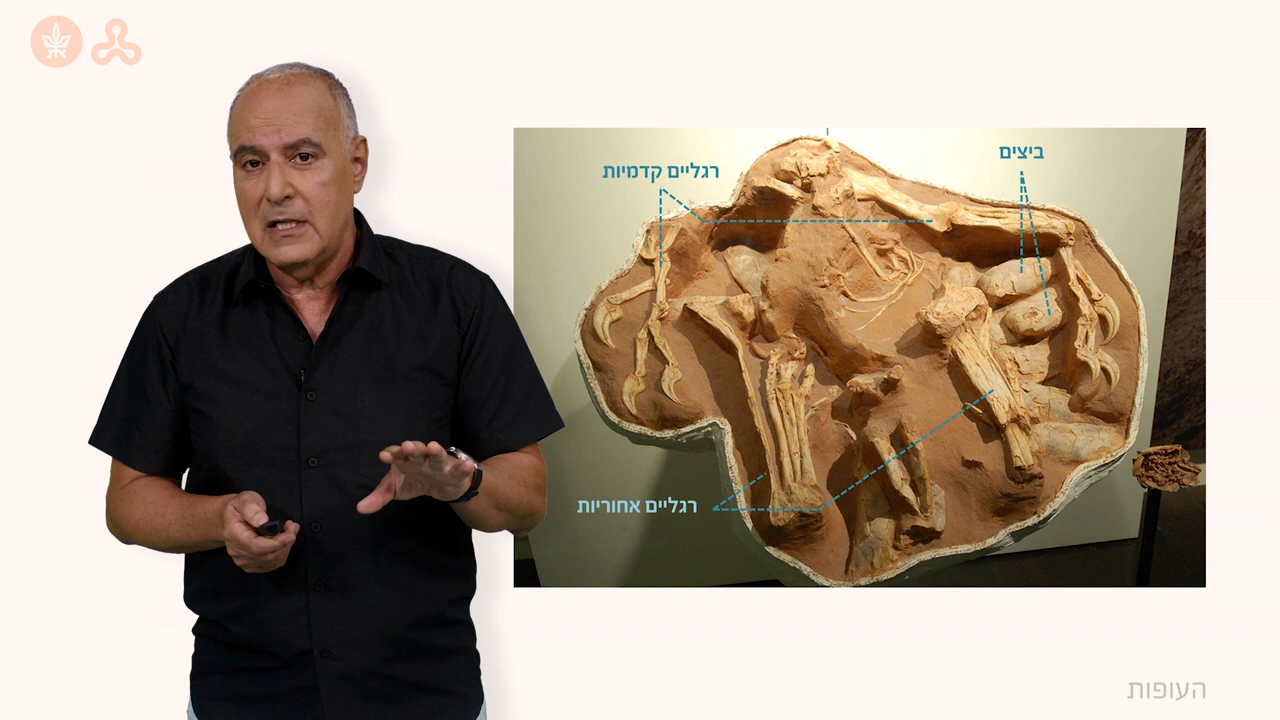 ביצים
רגליים קדמיות
רגליים אחוריות
העופות